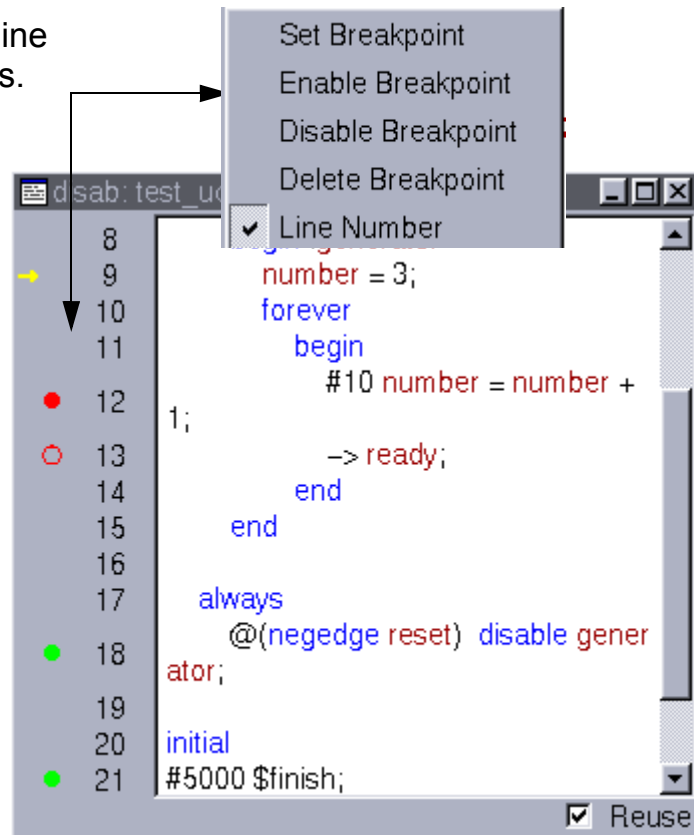 ine
s.
Set Breakpoint
Enable Breakpoint
Disable Breakpoint
Delete Breakpoint
Line Number
disab:
8
9 number = 3;
10 forever
11 begin
12 #10 number = number +
1;
13 -> ready;
14 end
15 end
16
17 always
18 @(negedge reset) disable gener
ator;
19
20 initial
21 #5000 $finish;
Reuse